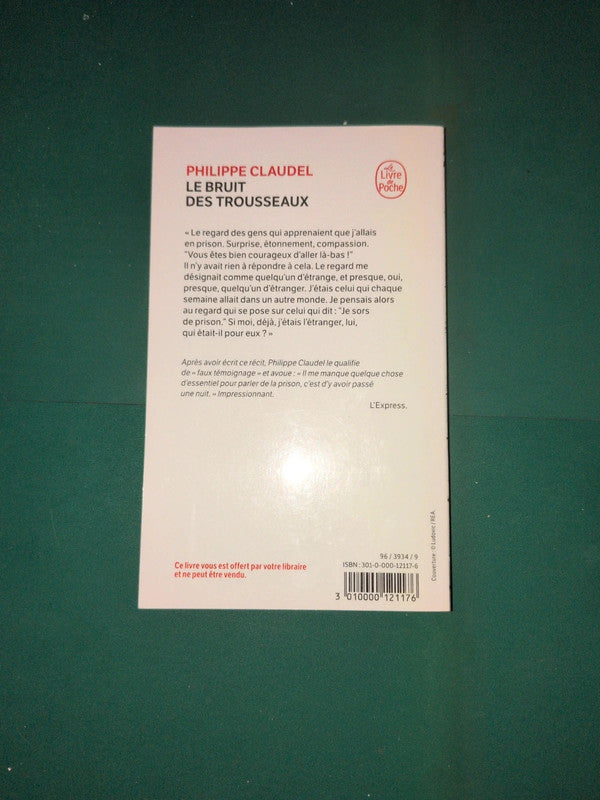 PHILIPPE CLAUDEL
LE BRUIT
DES TROUSSEAUX
Le
Livre
de
Poche
« Le regard des gens qui apprenaient que j'allais
en prison. Surprise, étonnement, compassion.
"Vous êtes bien courageux d'aller là-bas !"
Il n'y avait rien à répondre à cela. Le regard me
désignait comme quelqu'un d'étrange, et presque, oui,
presque, quelqu'un d'étranger. J'étais celui qui chaque
semaine allait dans un autre monde. Je pensais alors
au regard qui se pose sur celui qui dit : "Je sors
de prison." Si moi, déjà, j'étais l'étranger, lui,
qui était-il pour eux ? »
Après avoir écrit ce récit, Philippe Claudel le qualifie
de « faux témoignage » et avoue : « Il me manque quelque chose
d'essentiel pour parler de la prison, c'est d'y avoir passé
une nuit. » Impressionnant.
L'Express.
Couverture : © Ludovic / REA.
96 / 3934 / 9
ISBN : 301-0-000-12117-6
Ce livre vous est offert par votre libraire
et ne peut être vendu.
3 010000 121176